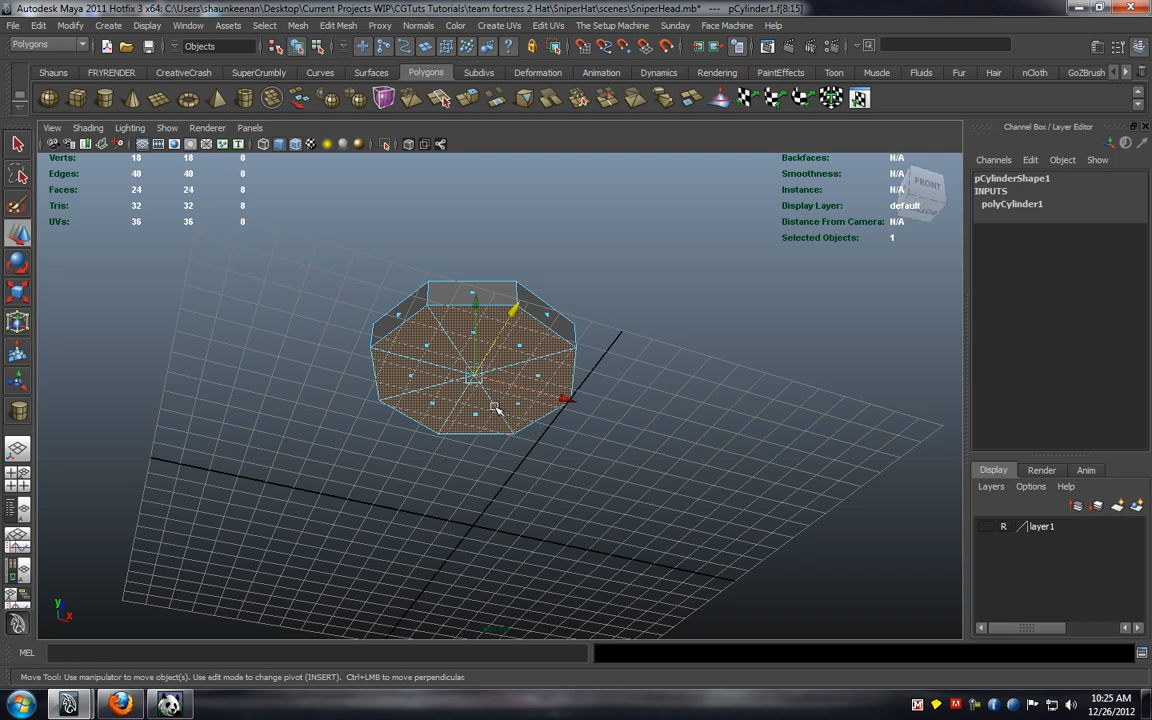 Autodesk Maya 2011 Hotfix 3 x64: C:\Users\shaunkeenan\Desktop\Current Projects WIP\CGTuts Tutorials\team fortress 2 Hat\SniperHat\scenes\SniperHead.mb* --- pCylinder1.f[8:15]
File Edit Modify Create Display Window Assets Select Mesh Edit Mesh Proxy Normals Color Create UVs Edit UVs The Setup Machine Sunday Face Machine Help
Polygons Objects
Shauns FRYRENDER CreativeCrash SuperCrumbly Curves Surfaces Polygons Subdivs Deformation Animation Dynamics Rendering PaintEffects Toon Muscle Fluids Fur Hair nCloth GoZBrush
View Shading Lighting Show Renderer Panels
Channel Box / Layer Editor
Verts: 18 18 0
Edges: 40 40 0
Faces: 24 24 8
Tris: 32 32 8
UVs: 36 36 0
Backfaces: N/A
Smoothness: N/A
Instance: N/A
Display Layer: default
Distance From Camera: N/A
Selected Objects: 1
FRONT
BOTTOM
Channels Edit Object Show
pCylinderShape1
INPUTS
polyCylinder1
Display Render Anim
Layers Options Help
R layer1
y
x
MEL
Move Tool: Use manipulator to move object(s). Use edit mode to change pivot (INSERT). Ctrl+LMB to move perpendicular.
10:25 AM
12/26/2012